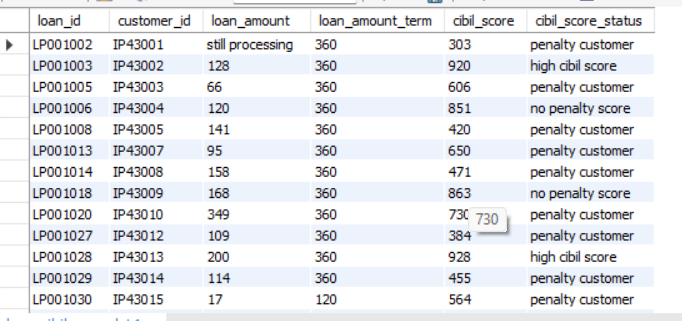 loan_id customer_id loan_amount loan_amount_term cibil_score cibil_score_status
LP001002 IP43001 still processing 360 303 penalty customer
LP001003 IP43002 128 360 920 high cibil score
LP001005 IP43003 66 360 606 penalty customer
LP001006 IP43004 120 360 851 no penalty score
LP001008 IP43005 141 360 420 penalty customer
LP001013 IP43007 95 360 650 penalty customer
LP001014 IP43008 158 360 471 penalty customer
LP001018 IP43009 168 360 863 no penalty score
LP001020 IP43010 349 360 730 730 penalty customer
LP001027 IP43012 109 360 384 penalty customer
LP001028 IP43013 200 360 928 high cibil score
LP001029 IP43014 114 360 455 penalty customer
LP001030 IP43015 17 120 564 penalty customer